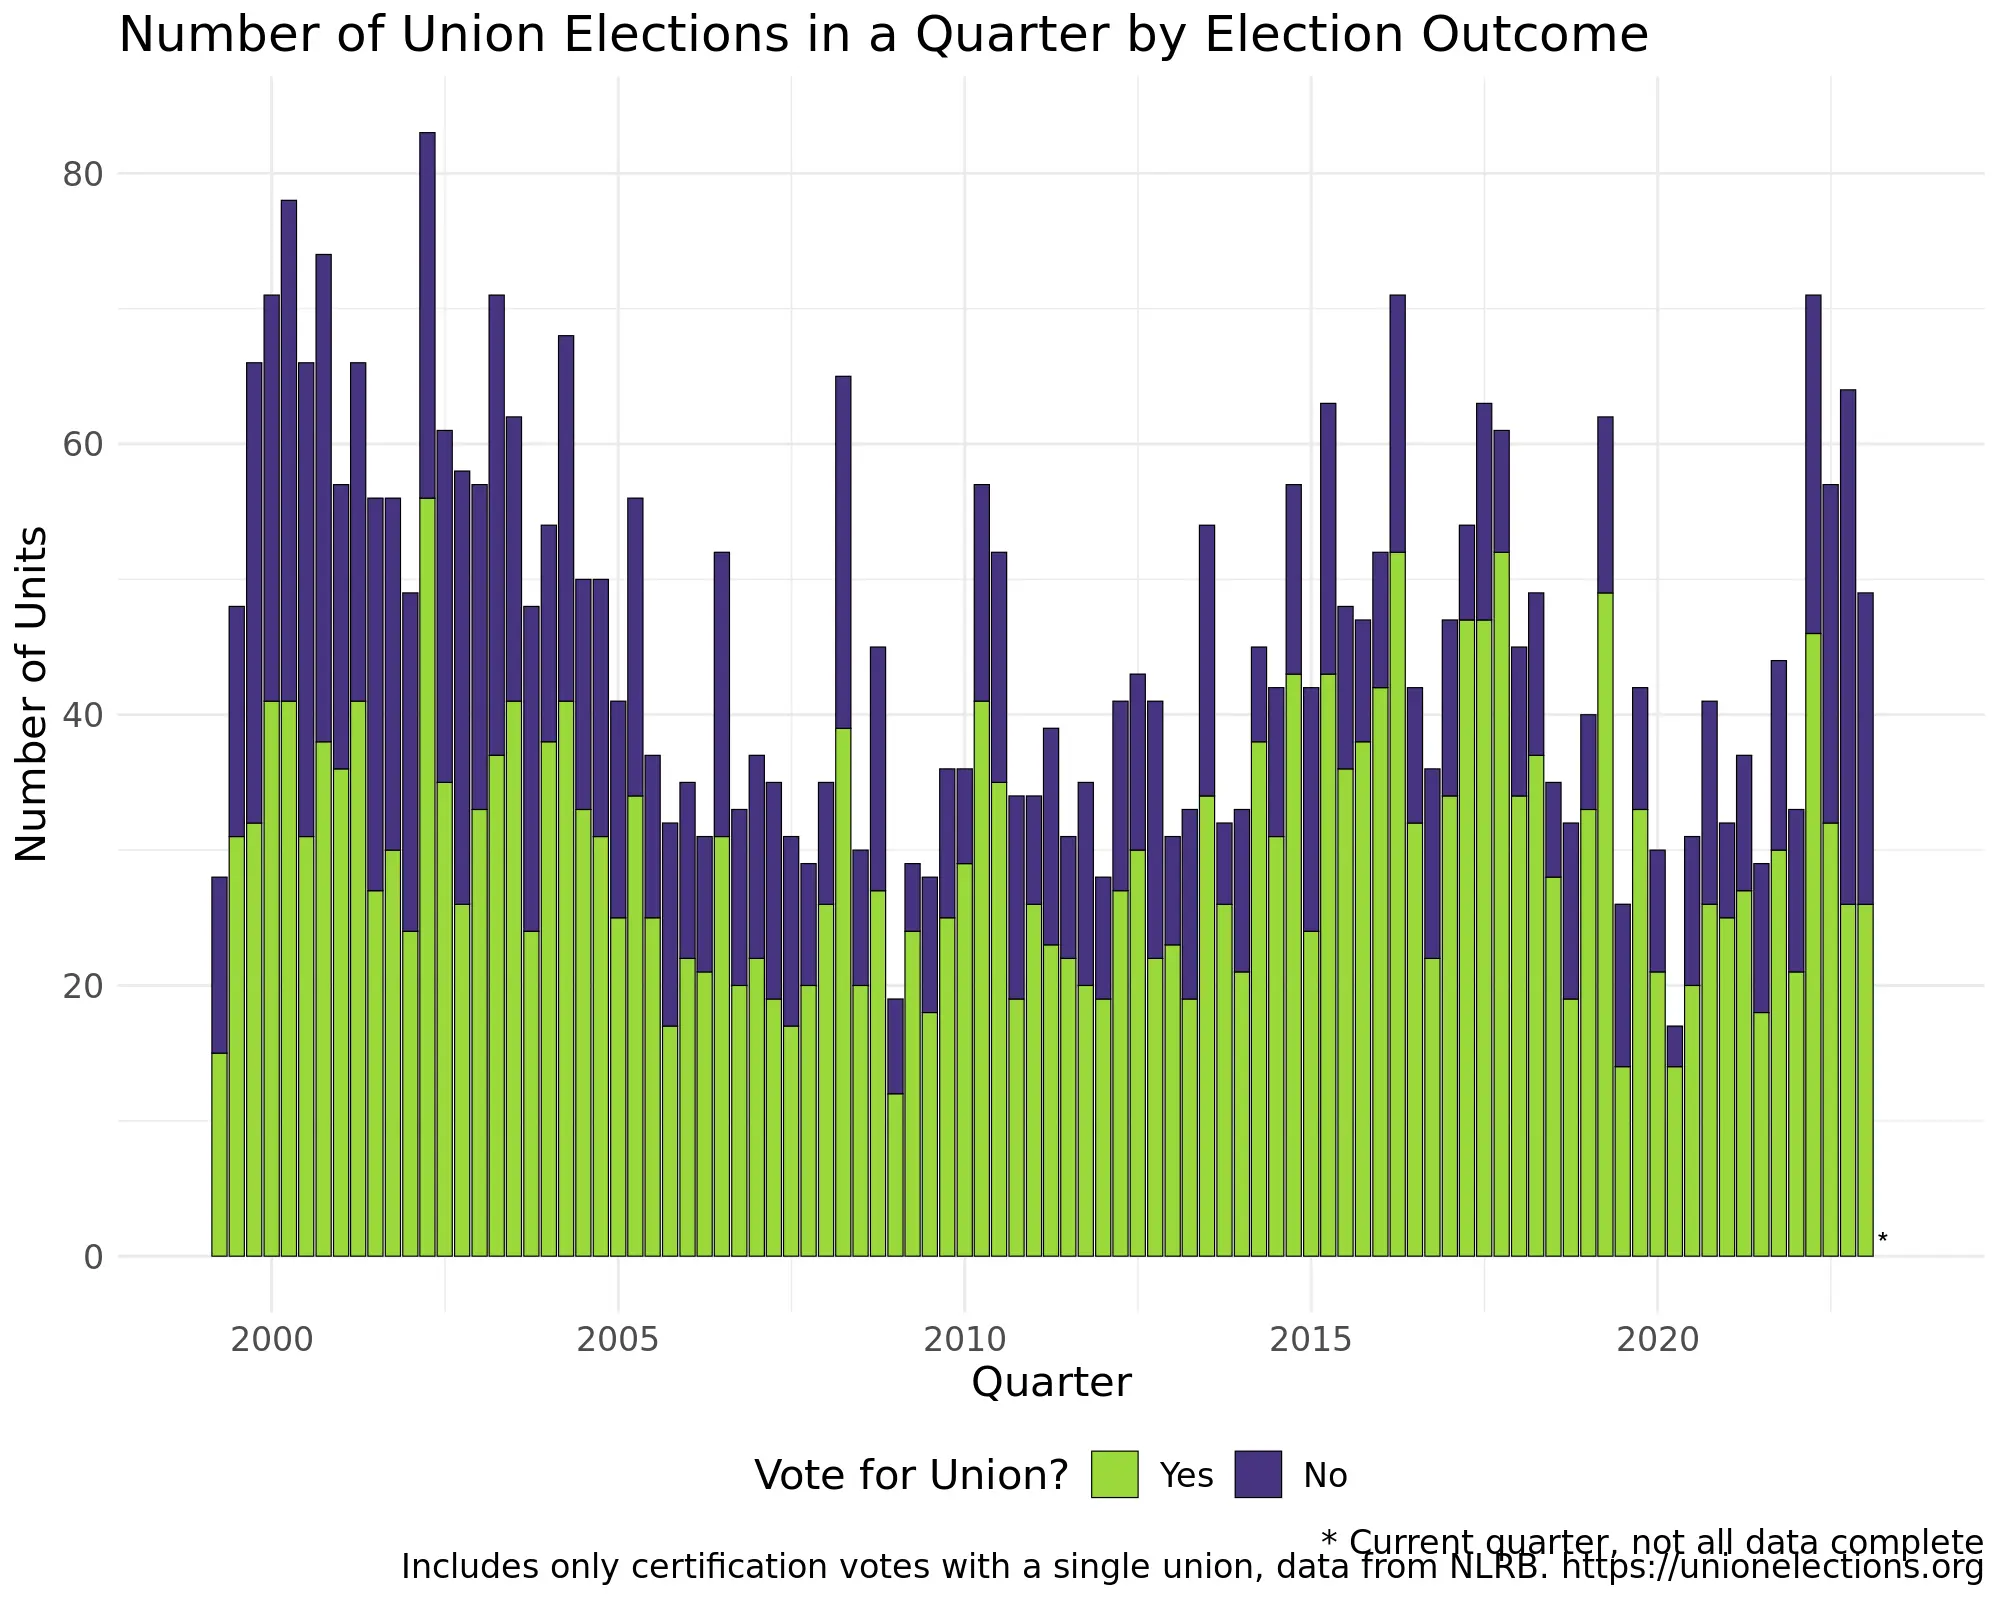 Number of Union Elections in a Quarter by Election Outcome
80
60
40
20
0
Number of Units
*
2000 2005 2010 2015 2020
Quarter
Vote for Union? Yes No
* Current quarter, not all data complete
Includes only certification votes with a single union, data from NLRB. https://unionelections.org